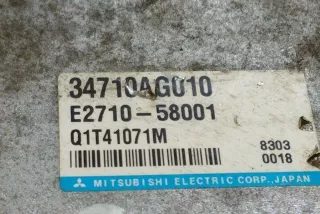 34710AG010
E2710-58001
Q1T41071M
8303
0018
MITSUBISHI ELECTRIC CORP., JAPAN